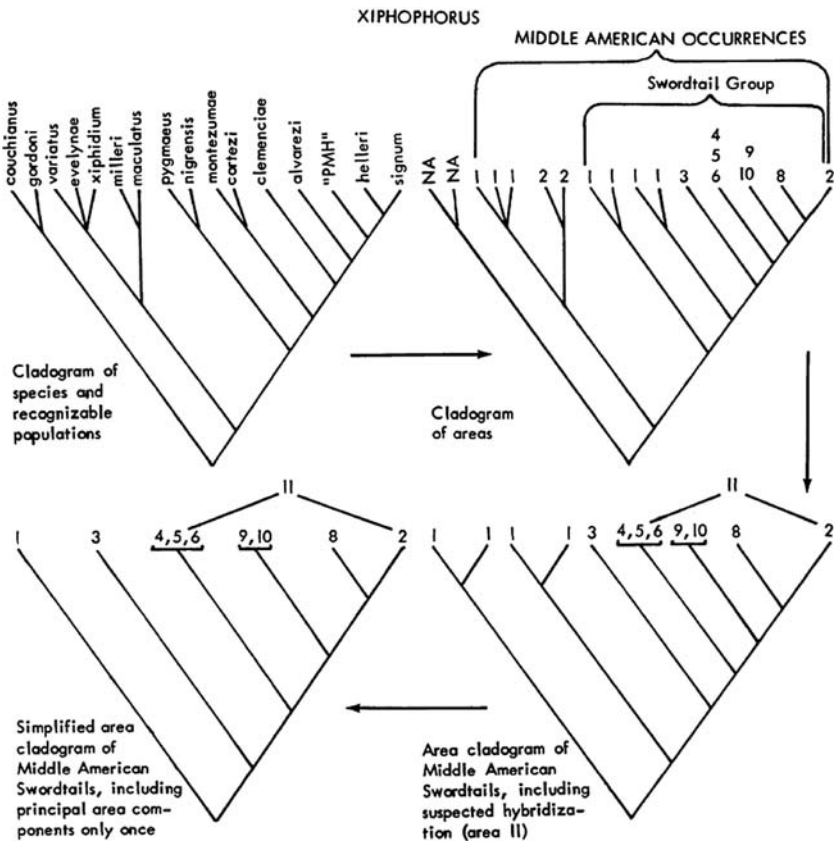 XIPHOPHORUS
couchianus
gordoni
variatus
evelynae
xiphidium
milleri
maculatus
pygmaeus
nigrensis
montezumae
cortezi
clemenciae
alvarezi
"PMH"
helleri
signum
Cladogram of
species and
recognizable
populations
MIDDLE AMERICAN OCCURRENCES
Swordtail Group
4
5 9
NA NA 1 1 1 2 2 1 1 1 1 3 6 10 8 2
Cladogram
of areas
II
1 3 4,5,6 9,10 8 2
Simplified area
cladogram of
Middle American
Swordtails, including
principal area com-
ponents only once
II
1 1 1 1 3 4,5,6 9,10 8 2
Area cladogram of
Middle American
Swordtails, including
suspected hybridiza-
tion (area II)